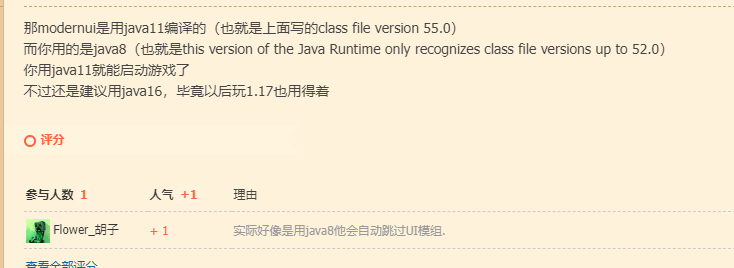 那modernui是用java11编译的（也就是上面写的class file version 55.0）
而你用的是java8（也就是this version of the Java Runtime only recognizes class file versions up to 52.0）
你用java11就能启动游戏了
不过还是建议用java16，毕竟以后玩1.17也用得着
评分
参与人数 1 人气 +1 理由
Flower_胡子 + 1 实际好像是用java8他会自动跳过UI模组.
查看全部评分